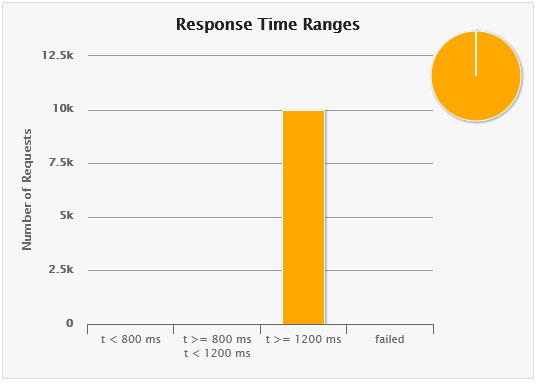 Response Time Ranges
12.5k
10k
7.5k
5k
2.5k
0
Number of Requests
t < 800 ms
t >= 800 ms
t < 1200 ms
t >= 1200 ms
failed